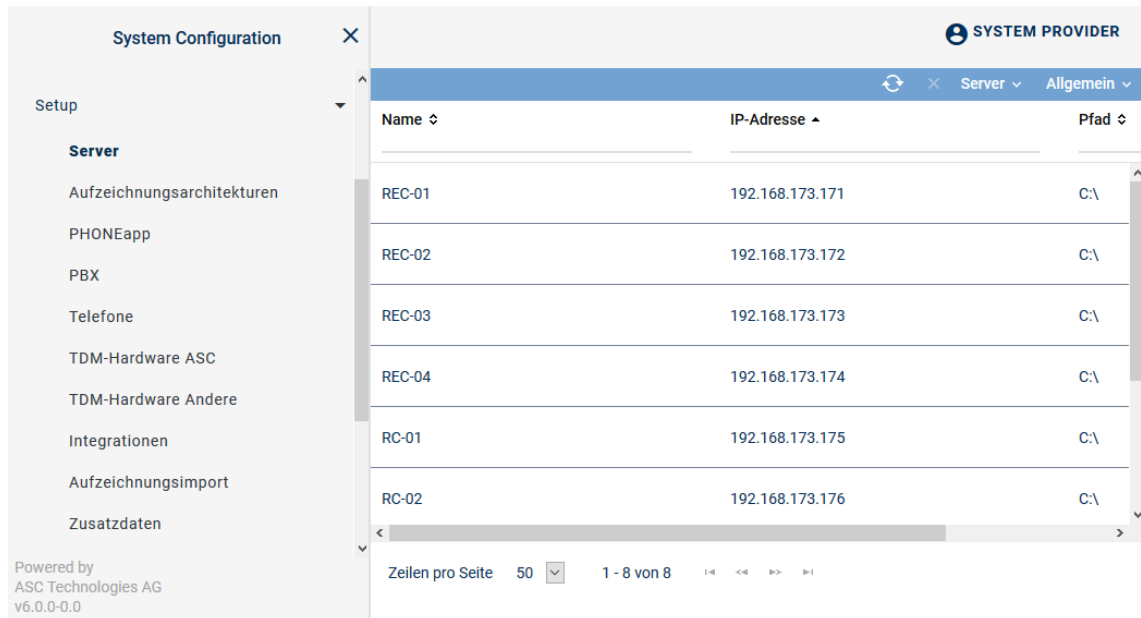 System Configuration
SYSTEM PROVIDER
Server
Allgemein
Setup
Server
Aufzeichnungsarchitekturen
PHONEapp
PBX
Telefone
TDM-Hardware ASC
TDM-Hardware Andere
Integrationen
Aufzeichnungsimport
Zusatzdaten
Powered by
ASC Technologies AG
v6.0.0-0.0
Name IP-Adresse Pfad
REC-01 192.168.173.171 C:\
REC-02 192.168.173.172 C:\
REC-03 192.168.173.173 C:\
REC-04 192.168.173.174 C:\
RC-01 192.168.173.175 C:\
RC-02 192.168.173.176 C:\
Zeilen pro Seite 50 1 - 8 von 8